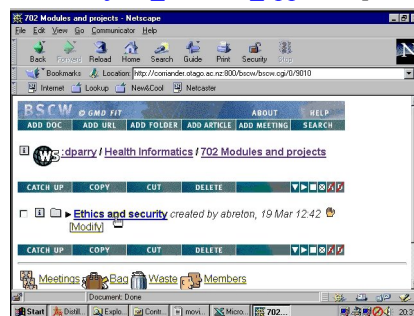 702 Modules and projects - Netscape
File Edit View Go Communicator Help
Back Forward Reload Home Search Guide Print Security Stop
Bookmarks Location: http://corriander.otago.ac.nz:800/bscw/bscw.cgi/0/9010
Internet Lookup New&Cool Netcaster
BSCW @ GMD FIT ABOUT HELP
ADD DOC ADD URL ADD FOLDER ADD ARTICLE ADD MEETING SEARCH
:dparry / Health Informatics / 702 Modules and projects
CATCH UP COPY CUT DELETE
Ethics and security created by abreton, 19 Mar 12:42
[Modify]
CATCH UP COPY CUT DELETE
Meetings Bag Waste Members
Document: Done
Start Distill... Explo... Contr... movi... Micro... 702...